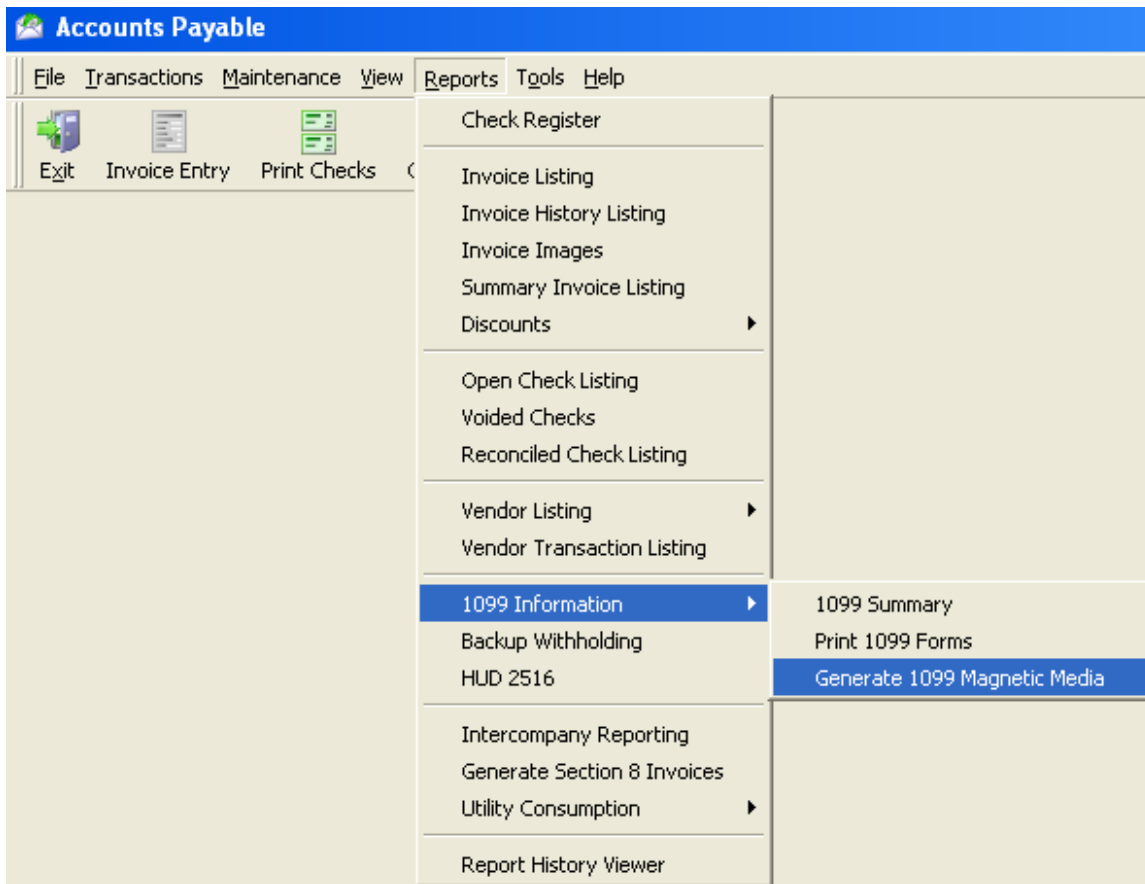 Accounts Payable
File Transactions Maintenance View Reports Tools Help
Exit Invoice Entry Print Checks
Check Register
Invoice Listing
Invoice History Listing
Invoice Images
Summary Invoice Listing
Discounts
Open Check Listing
Voided Checks
Reconciled Check Listing
Vendor Listing
Vendor Transaction Listing
1099 Information
Backup Withholding
HUD 2516
Intercompany Reporting
Generate Section 8 Invoices
Utility Consumption
Report History Viewer
1099 Summary
Print 1099 Forms
Generate 1099 Magnetic Media